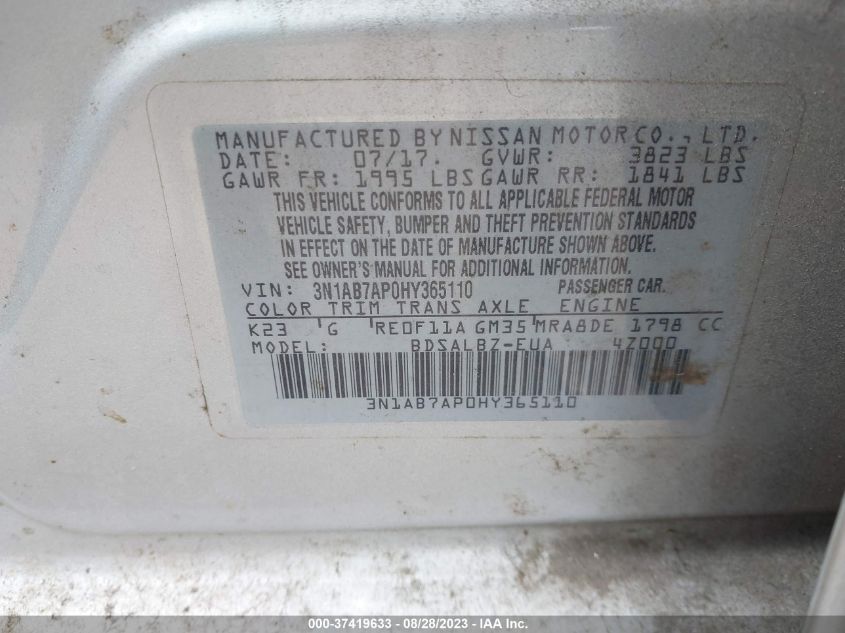 MANUFACTURED BY NISSAN MOTOR CO., LTD.
DATE: 07/17. GVWR: 3823 LBS
GAWR FR: 1995 LBS GAWR RR: 1841 LBS
THIS VEHICLE CONFORMS TO ALL APPLICABLE FEDERAL MOTOR
VEHICLE SAFETY, BUMPER AND THEFT PREVENTION STANDARDS
IN EFFECT ON THE DATE OF MANUFACTURE SHOWN ABOVE.
SEE OWNER'S MANUAL FOR ADDITIONAL INFORMATION.
VIN: 3N1AB7AP0HY365110 PASSENGER CAR.
COLOR TRIM TRANS AXLE ENGINE
K23 G RE0F11A GM35 MRA8DE 1798 CC
MODEL: BDSALBZ-EUA 4Z000
3N1AB7AP0HY365110
000-37419633 - 08/28/2023 - IAAI.com